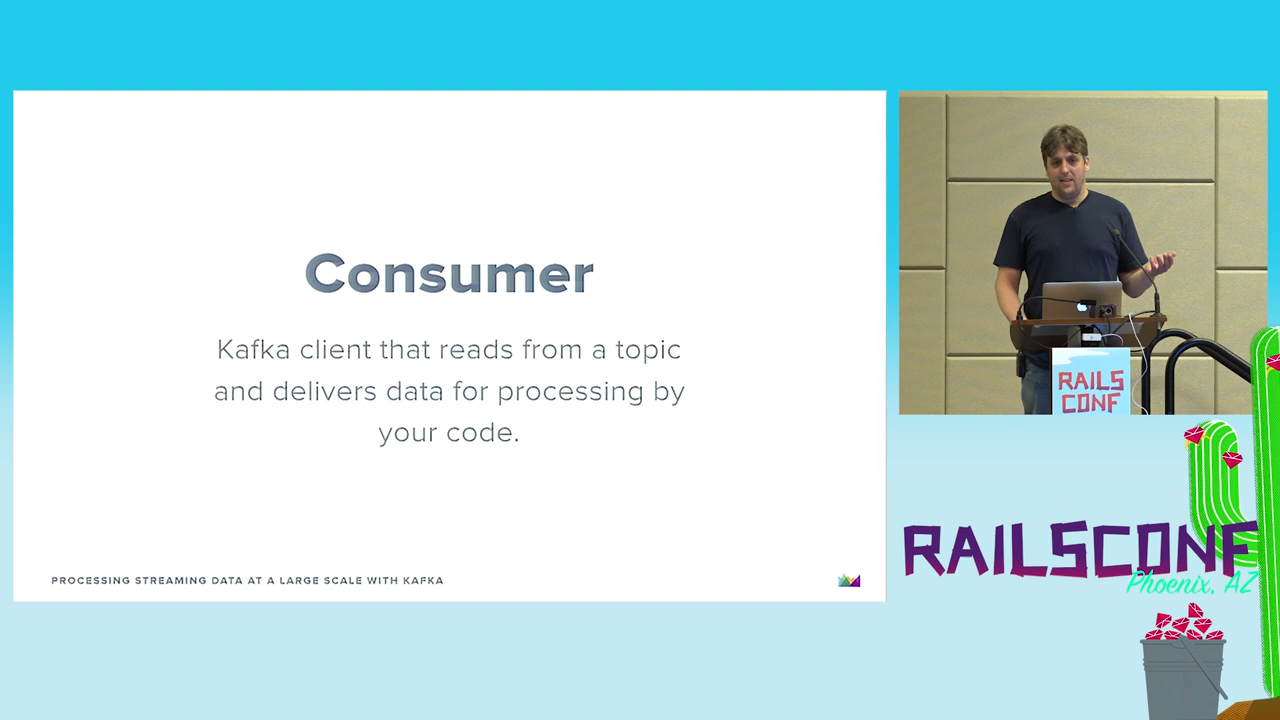 Consumer
Kafka client that reads from a topic
and delivers data for processing by
your code.
PROCESSING STREAMING DATA AT A LARGE SCALE WITH KAFKA
RAILS
CONF
RAILSCONF
Phoenix, AZ